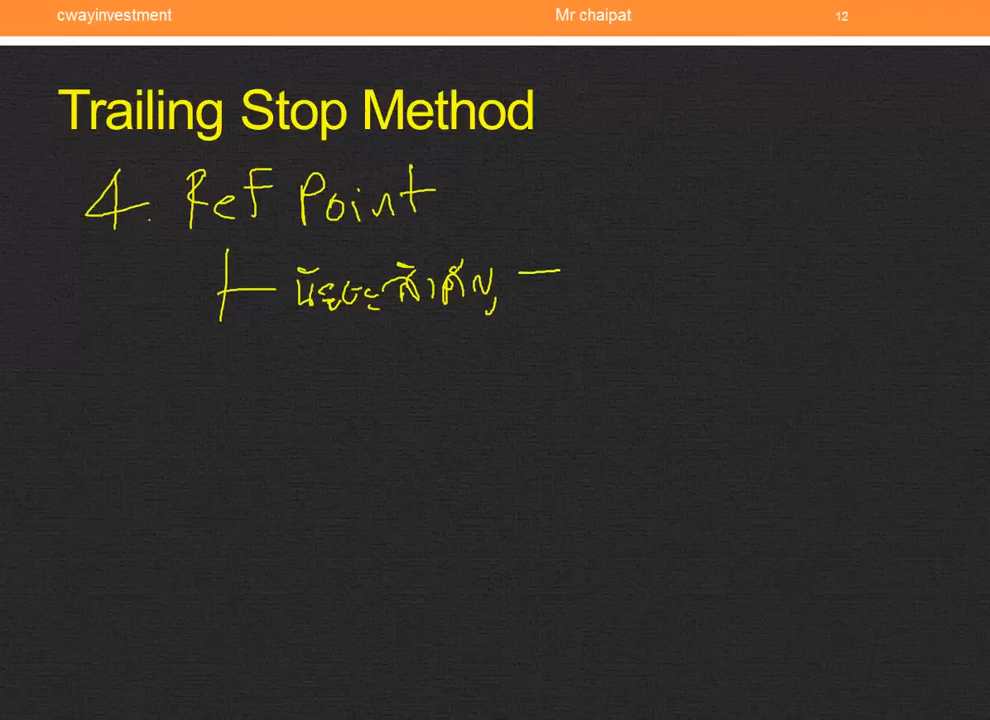 cwayinvestment Mr chaipat 12
Trailing Stop Method
4. Ref Point
นัยยะสำคัญ